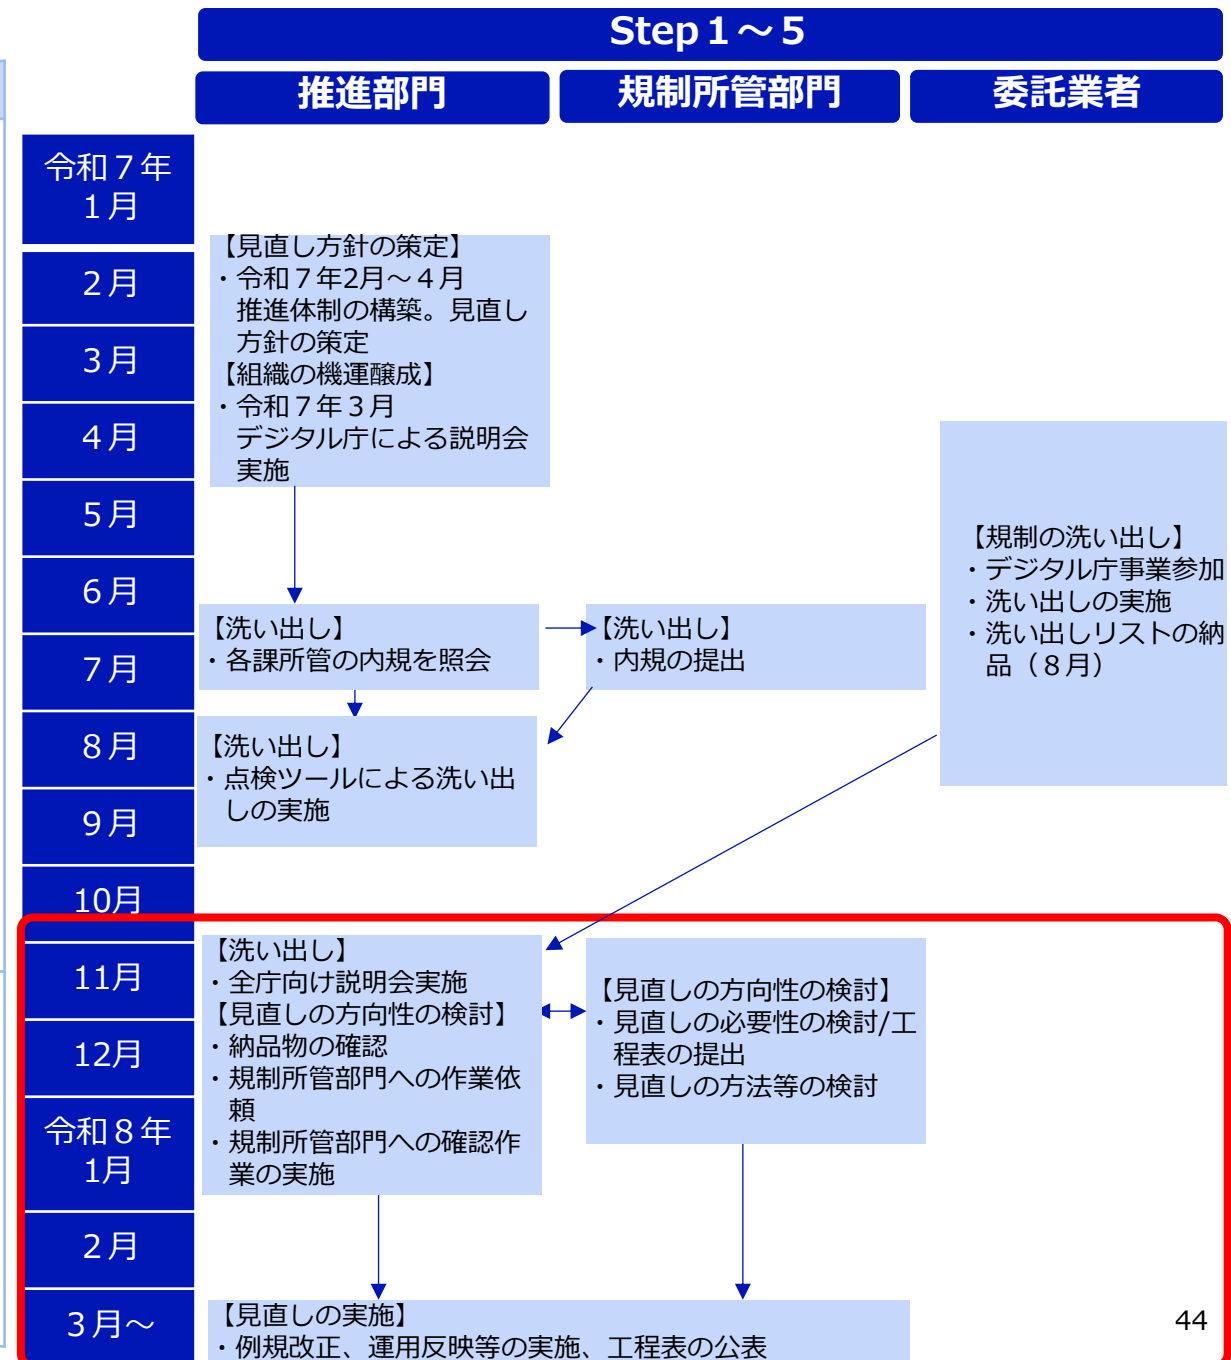 Step１～５
推進部門
規制所管部門
委託業者
令和７年
１月
２月
３月
４月
５月
６月
７月
８月
９月
10月
11月
12月
令和８年
1月
２月
３月～
【見直し方針の策定】
・令和７年2月～４月
推進体制の構築。見直し
方針の策定
【組織の機運醸成】
・令和７年３月
デジタル庁による説明会
実施
【規制の洗い出し】
・デジタル庁事業参加
・洗い出しの実施
・洗い出しリストの納
品（８月）
【洗い出し】
・各課所管の内規を照会
【洗い出し】
・内規の提出
【洗い出し】
・点検ツールによる洗い出
しの実施
【洗い出し】
・全庁向け説明会実施
【見直しの方向性の検討】
・納品物の確認
・規制所管部門への作業依
頼
・規制所管部門への確認作
業の実施
【見直しの方向性の検討】
・見直しの必要性の検討/工
程表の提出
・見直しの方法等の検討
【見直しの実施】
・例規改正、運用反映等の実施、工程表の公表
44